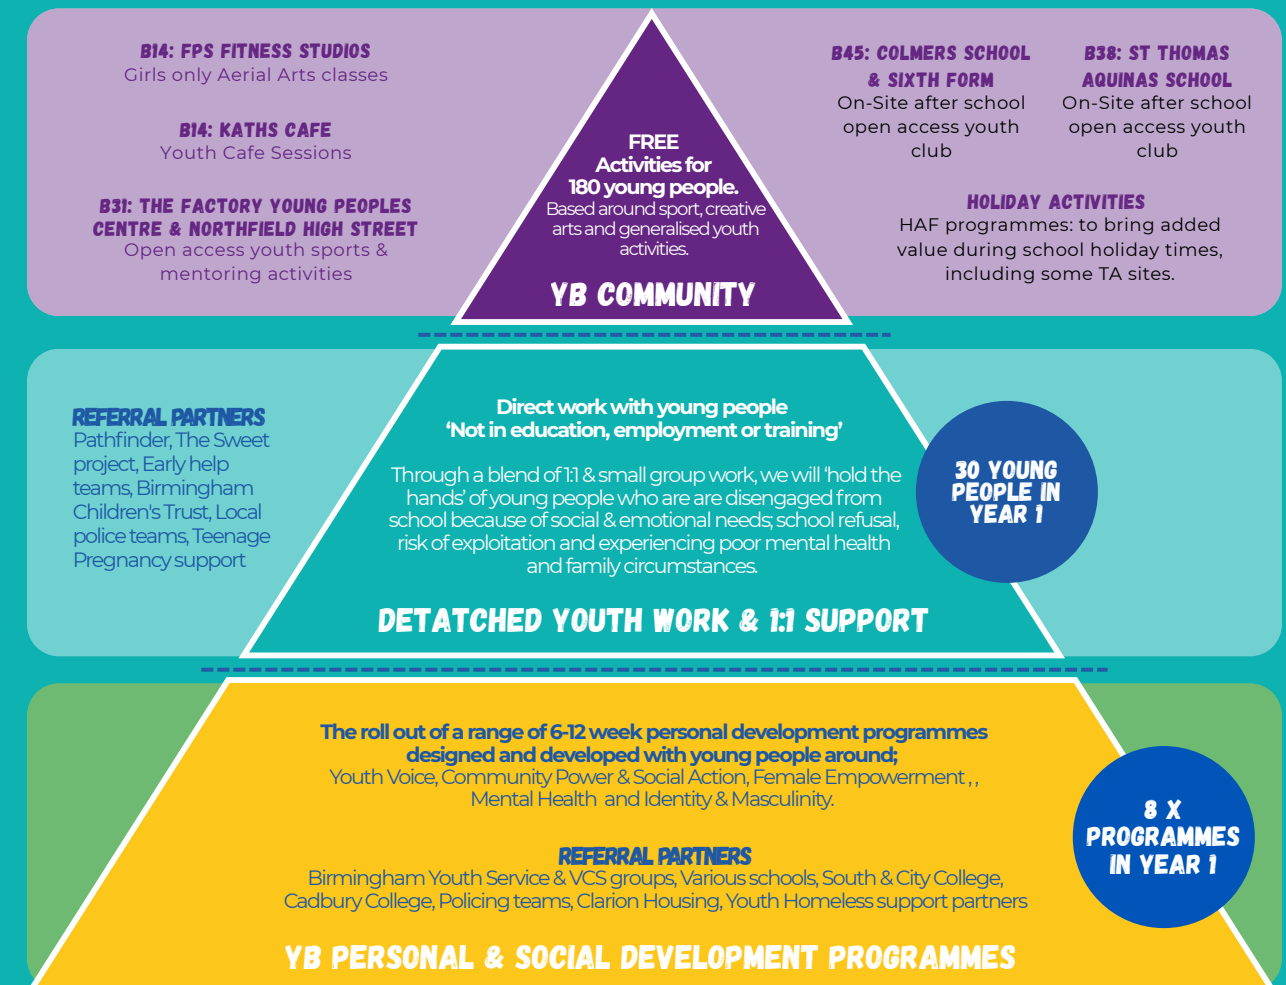 B14: FPS FITNESS STUDIOS
Girls only Aerial Arts classes
B14: KATHS CAFE
Youth Cafe Sessions
B31: THE FACTORY YOUNG PEOPLES
CENTRE & NORTHFIELD HIGH STREET
Open access youth sports &
mentoring activities
FREE
Activities for
180 young people.
Based around sport, creative
arts and generalised youth
activities.
YB COMMUNITY
B45: COLMERS SCHOOL
& SIXTH FORM
On-Site after school
open access youth
club
B38: ST THOMAS
AQUINAS SCHOOL
On-Site after school
open access youth
club
HOLIDAY ACTIVITIES
HAF programmes: to bring added
value during school holiday times,
including some TA sites.
REFERRAL PARTNERS
Pathfinder, The Sweet
project, Early help
teams, Birmingham
Children's Trust, Local
police teams, Teenage
Pregnancy support
Direct work with young people
‘Not in education, employment or training’
Through a blend of 1:1 & small group work, we will ‘hold the
hands’ of young people who are are disengaged from
school because of social & emotional needs; school refusal,
risk of exploitation and experiencing poor mental health
and family circumstances.
DETATCHED YOUTH WORK & 1:1 SUPPORT
30 YOUNG
PEOPLE IN
YEAR 1
The roll out of a range of 6-12 week personal development programmes
designed and developed with young people around;
Youth Voice, Community Power & Social Action, Female Empowerment , ,
Mental Health and Identity & Masculinity.
REFERRAL PARTNERS
Birmingham Youth Service & VCS groups, Various schools, South & City College,
Cadbury College, Policing teams, Clarion Housing, Youth Homeless support partners
YB PERSONAL & SOCIAL DEVELOPMENT PROGRAMMES
8 X
PROGRAMMES
IN YEAR 1